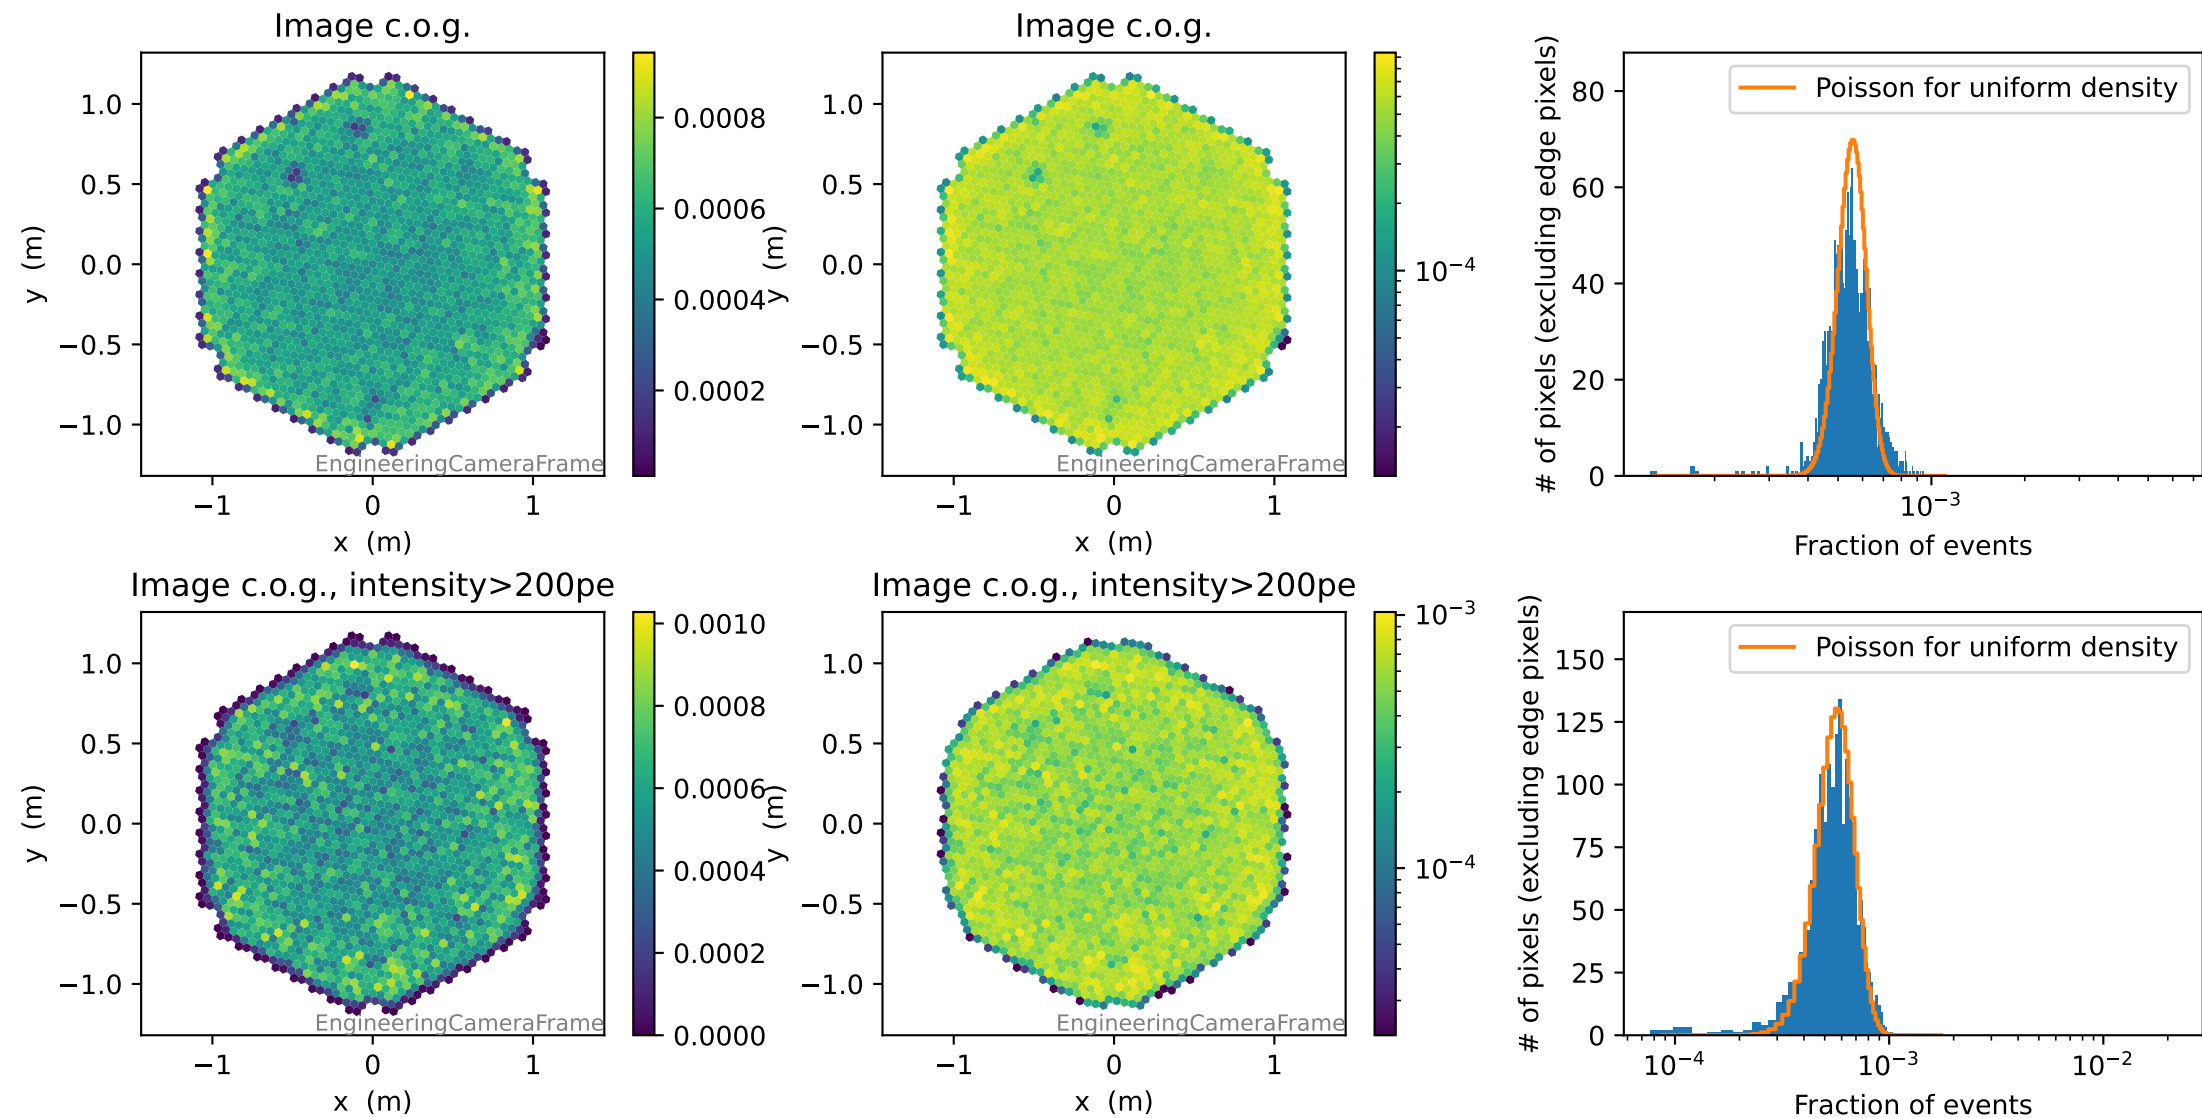 Image c.o.g.
y (m)
1.0
0.5
0.0
−0.5
−1.0
−1 0 1
x (m)
EngineeringCameraFrame
0.0008
0.0006
0.0004
0.0002
Image c.o.g.
y (m)
1.0
0.5
0.0
−0.5
−1.0
−1 0 1
x (m)
EngineeringCameraFrame
10⁻⁴
# of pixels (excluding edge pixels)
80
60
40
20
0
Poisson for uniform density
10⁻³
Fraction of events
Image c.o.g., intensity>200pe
y (m)
1.0
0.5
0.0
−0.5
−1.0
−1 0 1
x (m)
EngineeringCameraFrame
0.0010
0.0008
0.0006
0.0004
0.0002
0.0000
Image c.o.g., intensity>200pe
y (m)
1.0
0.5
0.0
−0.5
−1.0
−1 0 1
x (m)
EngineeringCameraFrame
10⁻³
10⁻⁴
# of pixels (excluding edge pixels)
150
125
100
75
50
25
0
Poisson for uniform density
10⁻⁴ 10⁻³ 10⁻²
Fraction of events